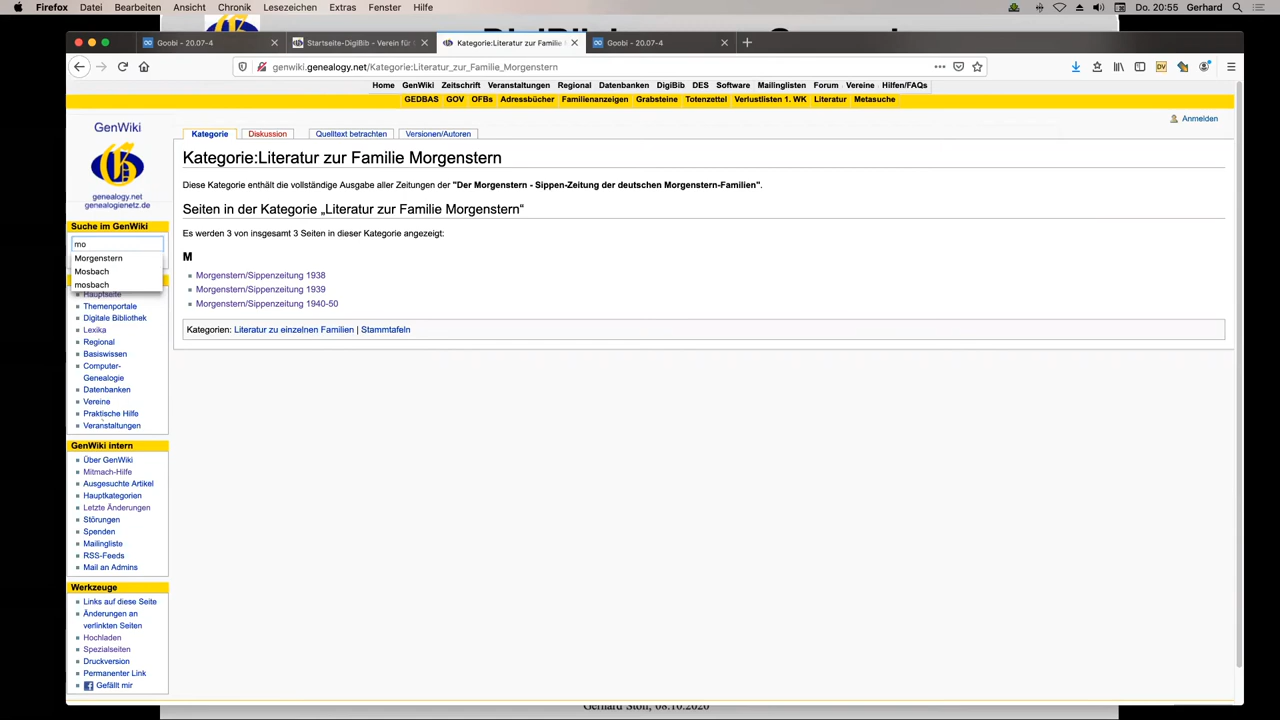 Firefox Ablage Bearbeiten Ansicht Chronik Lesezeichen Extras Fenster Hilfe
Do. 20:55 Gerhard
Goobi - 20.07-4
Startseite-DigiBib - Verein für
Kategorie:Literatur zur Familie
Goobi - 20.07-4
genwiki.genealogy.net/Kategorie:Literatur_zur_Familie_Morgenstern
Home GenWiki Zeitschrift Veranstaltungen Regional Datenbanken DigiBib DES Software Mailinglisten Forum Vereine Hilfen/FAQs
GEDBAS GOV OFBs Adressbücher Familienanzeigen Grabsteine Totenzettel Verlustlisten 1. WK Literatur Metasuche
Anmelden
GenWiki
genealogy.net
genealogienetz.de
Suche im GenWiki
mo
Morgenstern
Mosbach
mosbach
Hauptseite
Themenportale
Digitale Bibliothek
Lexika
Regional
Basiswissen
Computer-
Genealogie
Datenbanken
Vereine
Praktische Hilfe
Veranstaltungen
GenWiki intern
Über GenWiki
Mitmach-Hilfe
Ausgesuchte Artikel
Hauptkategorien
Letzte Änderungen
Störungen
Spenden
Mailingliste
RSS-Feeds
Mail an Admins
Werkzeuge
Links auf diese Seite
Änderungen an
verlinkten Seiten
Hochladen
Spezialseiten
Druckversion
Permanenter Link
Gefällt mir
Kategorie Diskussion Quelltext betrachten Versionen/Autoren
Kategorie:Literatur zur Familie Morgenstern
Diese Kategorie enthält die vollständige Ausgabe aller Zeitungen der "Der Morgenstern - Sippen-Zeitung der deutschen Morgenstern-Familien".
Seiten in der Kategorie „Literatur zur Familie Morgenstern“
Es werden 3 von insgesamt 3 Seiten in dieser Kategorie angezeigt:
M
Morgenstern/Sippenzeitung 1938
Morgenstern/Sippenzeitung 1939
Morgenstern/Sippenzeitung 1940-50
Kategorien: Literatur zu einzelnen Familien | Stammtafeln
Gerhard Stoll, 08.10.2020